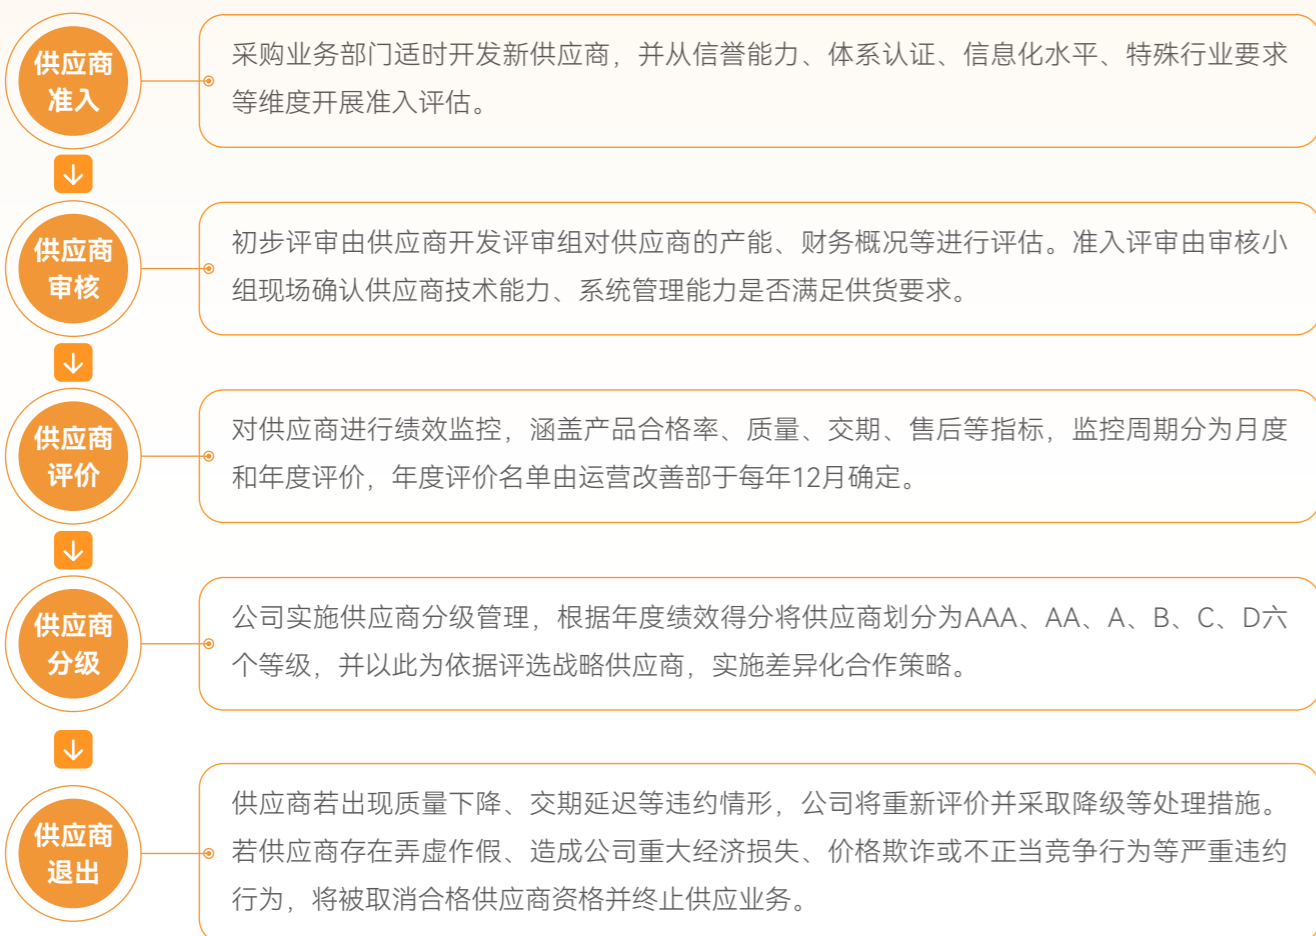 供应商
准入
采购业务部门适时开发新供应商，并从信誉能力、体系认证、信息化水平、特殊行业要求
等维度开展准入评估。
供应商
审核
初步评审由供应商开发评审组对供应商的产能、财务概况等进行评估。准入评审由审核小
组现场确认供应商技术能力、系统管理能力是否满足供货要求。
供应商
评价
对供应商进行绩效监控，涵盖产品合格率、质量、交期、售后等指标，监控周期分为月度
和年度评价，年度评价名单由运营改善部于每年12月确定。
供应商
分级
公司实施供应商分级管理，根据年度绩效得分将供应商划分为AAA、AA、A、B、C、D六
个等级，并以此为依据评选战略供应商，实施差异化合作策略。
供应商
退出
供应商若出现质量下降、交期延迟等违约情形，公司将重新评价并采取降级等处理措施。
若供应商存在弄虚作假、造成公司重大经济损失、价格欺诈或不正当竞争行为等严重违约
行为，将被取消合格供应商资格并终止供应业务。